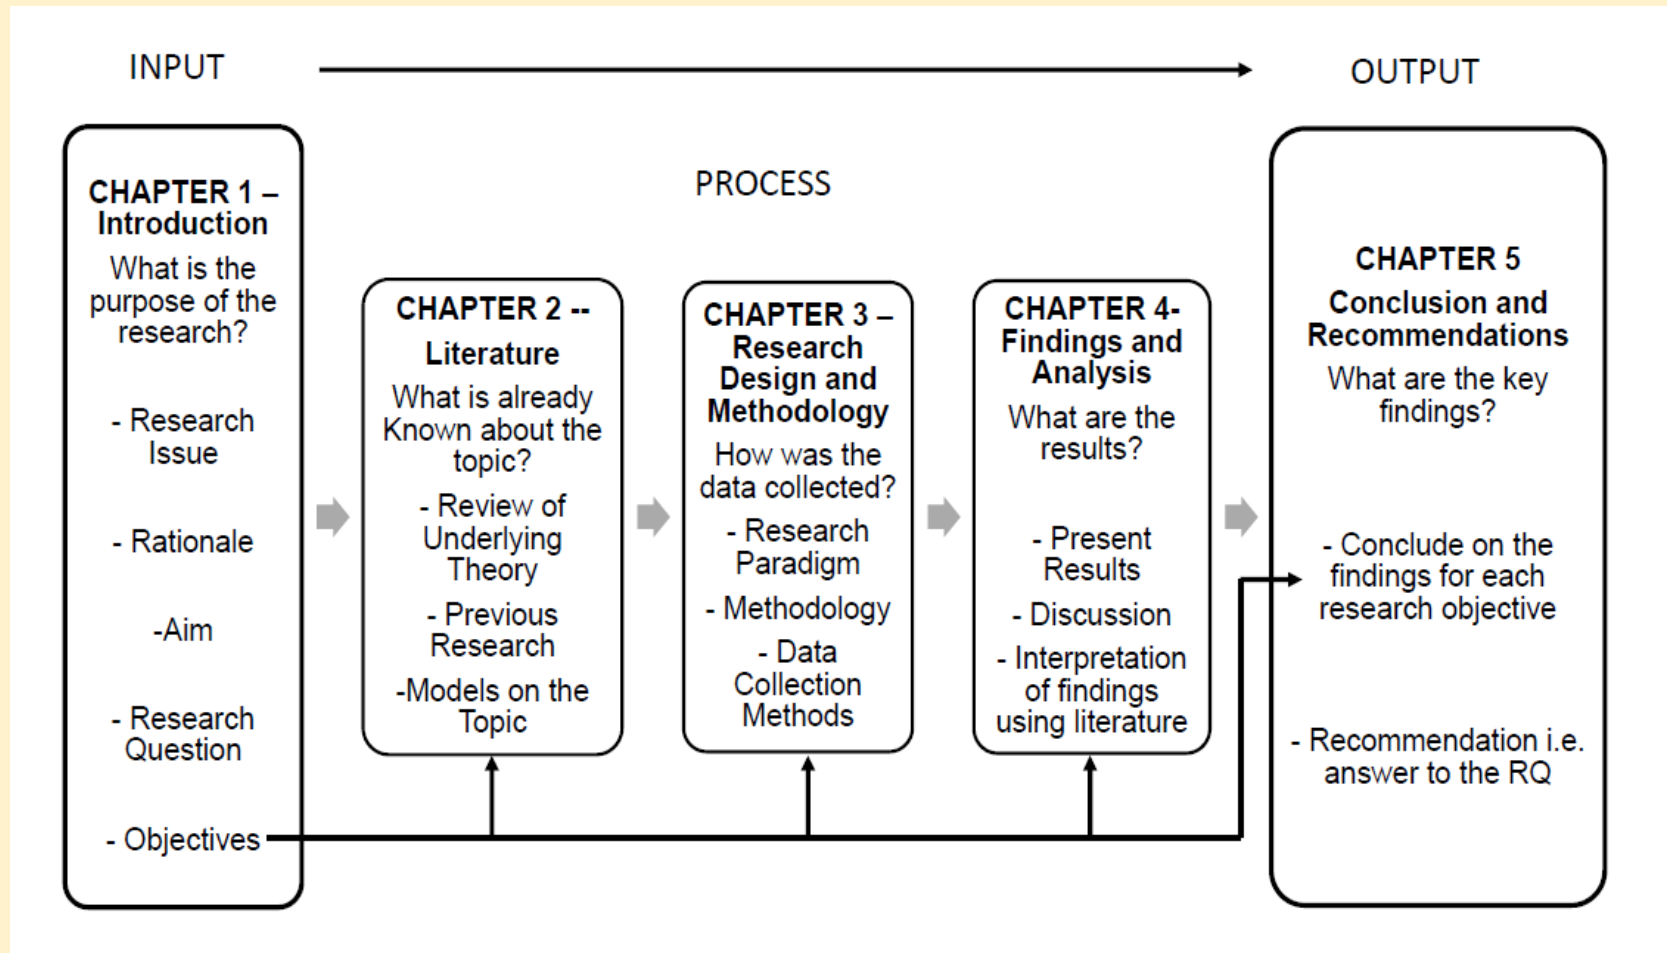 INPUT
OUTPUT
PROCESS
CHAPTER 1 –
Introduction
What is the
purpose of the
research?
- Research
Issue
- Rationale
-Aim
- Research
Question
- Objectives
CHAPTER 2 --
Literature
What is already
Known about the
topic?
- Review of
Underlying
Theory
- Previous
Research
-Models on the
Topic
CHAPTER 3 –
Research
Design and
Methodology
How was the
data collected?
- Research
Paradigm
- Methodology
- Data
Collection
Methods
CHAPTER 4-
Findings and
Analysis
What are the
results?
- Present
Results
- Discussion
- Interpretation
of findings
using literature
CHAPTER 5
Conclusion and
Recommendations
What are the key
findings?
- Conclude on the
findings for each
research objective
- Recommendation i.e.
answer to the RQ